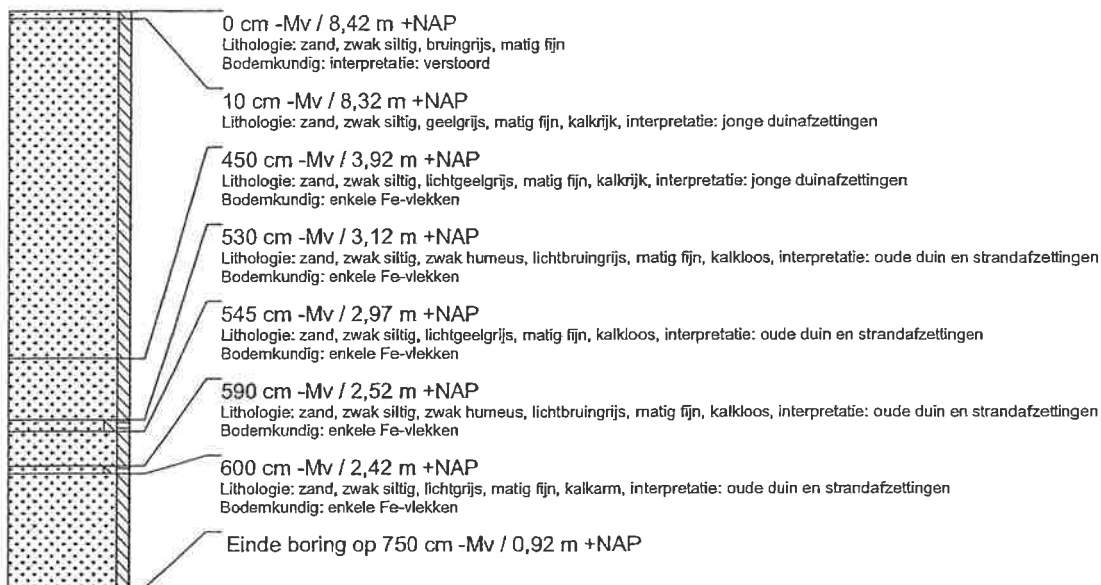 0 cm -Mv / 8,42 m +NAP
Lithologie: zand, zwak siltig, bruingrijs, matig fijn
Bodemkundig: interpretatie: verstoord
10 cm -Mv / 8,32 m +NAP
Lithologie: zand, zwak siltig, geelgrijs, matig fijn, kalkrijk, interpretatie: jonge duinafzettingen
450 cm -Mv / 3,92 m +NAP
Lithologie: zand, zwak siltig, lichtgeelgrijs, matig fijn, kalkrijk, interpretatie: jonge duinafzettingen
Bodemkundig: enkele Fe-vlekken
530 cm -Mv / 3,12 m +NAP
Lithologie: zand, zwak siltig, zwak humeus, lichtbruingrijs, matig fijn, kalkloos, interpretatie: oude duin en strandafzettingen
Bodemkundig: enkele Fe-vlekken
545 cm -Mv / 2,97 m +NAP
Lithologie: zand, zwak siltig, lichtgeelgrijs, matig fijn, kalkloos, interpretatie: oude duin en strandafzettingen
Bodemkundig: enkele Fe-vlekken
590 cm -Mv / 2,52 m +NAP
Lithologie: zand, zwak siltig, zwak humeus, lichtbruingrijs, matig fijn, kalkloos, interpretatie: oude duin en strandafzettingen
Bodemkundig: enkele Fe-vlekken
600 cm -Mv / 2,42 m +NAP
Lithologie: zand, zwak siltig, lichtgrijs, matig fijn, kalkarm, interpretatie: oude duin en strandafzettingen
Bodemkundig: enkele Fe-vlekken
Einde boring op 750 cm -Mv / 0,92 m +NAP